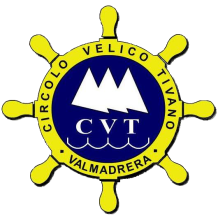 CIRCOLO VELICO TIVANO
CVT
· VALMADRERA ·